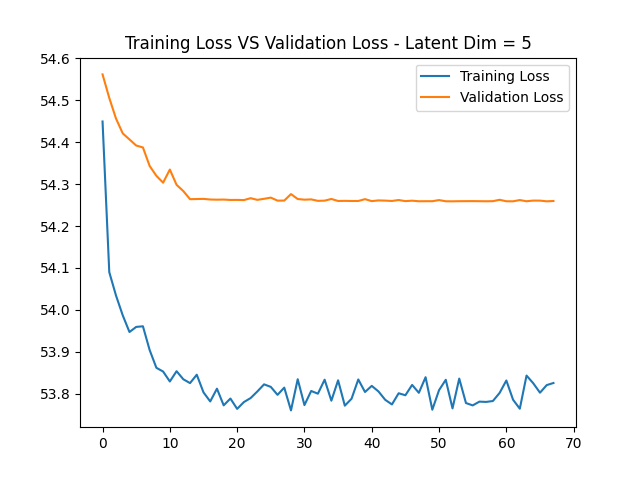 Training Loss VS Validation Loss - Latent Dim = 5
Training Loss
Validation Loss
54.6
54.5
54.4
54.3
54.2
54.1
54.0
53.9
53.8
0 10 20 30 40 50 60 70